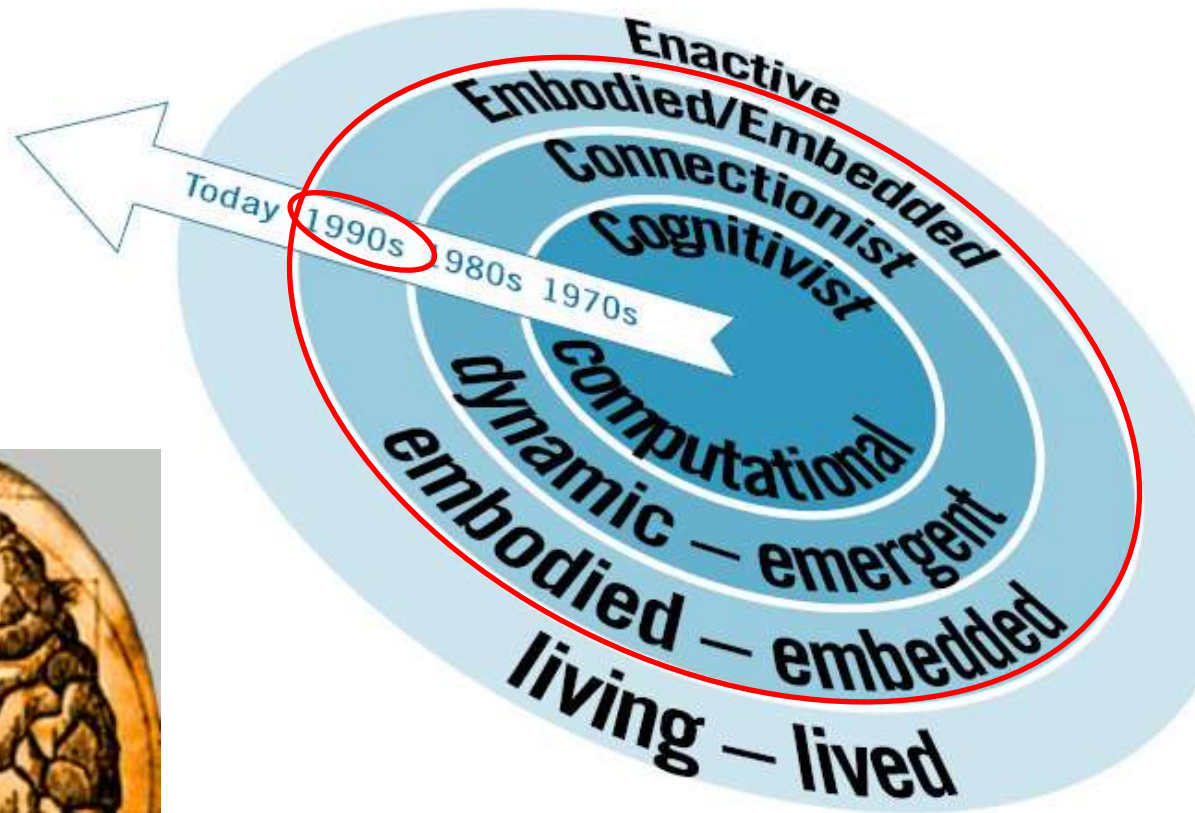 Enactive
Embodied/Embedded
Connectionist
Cognitivist
Today 1990s 1980s 1970s
computational
dynamic – emergent
embodied – embedded
living – lived